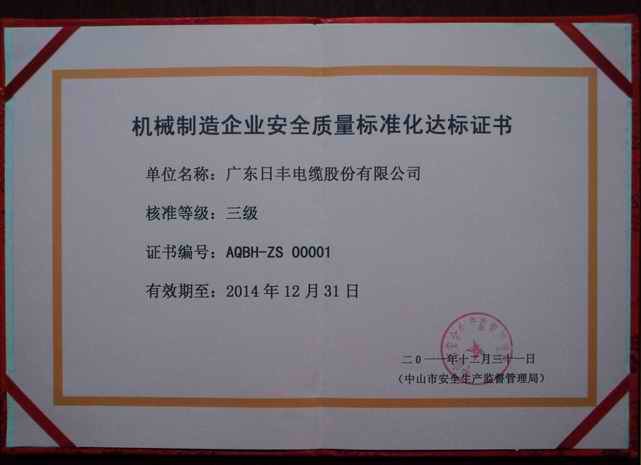 机械制造企业安全质量标准化达标证书
单位名称：广东日丰电缆股份有限公司
核准等级：三级
证书编号：AQBH-ZS 00001
有效期至：2014年12月31日
二0一一年十二月三十一日
（中山市安全生产监督管理局）